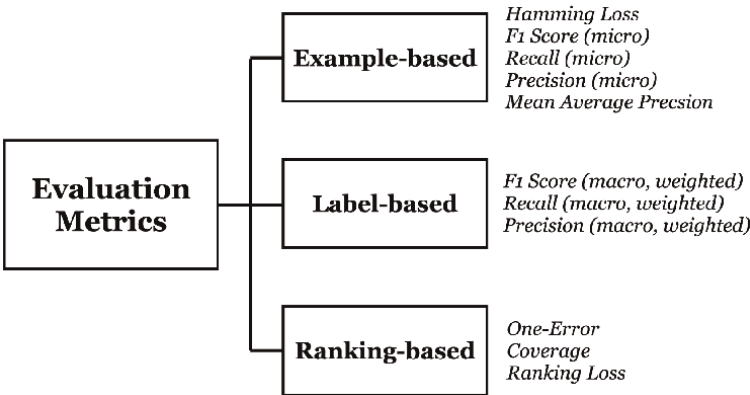 Evaluation
Metrics
Example-based
Hamming Loss
F1 Score (micro)
Recall (micro)
Precision (micro)
Mean Average Precsion
Label-based
F1 Score (macro, weighted)
Recall (macro, weighted)
Precision (macro, weighted)
Ranking-based
One-Error
Coverage
Ranking Loss